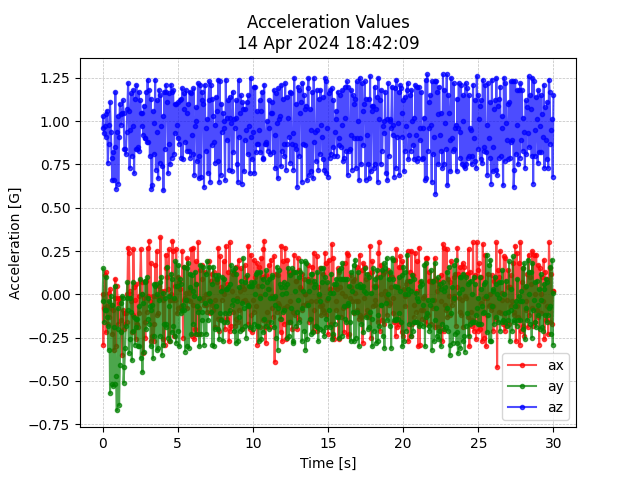 Acceleration Values
14 Apr 2024 18:42:09
1.25
1.00
0.75
0.50
0.25
0.00
−0.25
−0.50
−0.75
Acceleration [G]
ax
ay
az
0 5 10 15 20 25 30
Time [s]